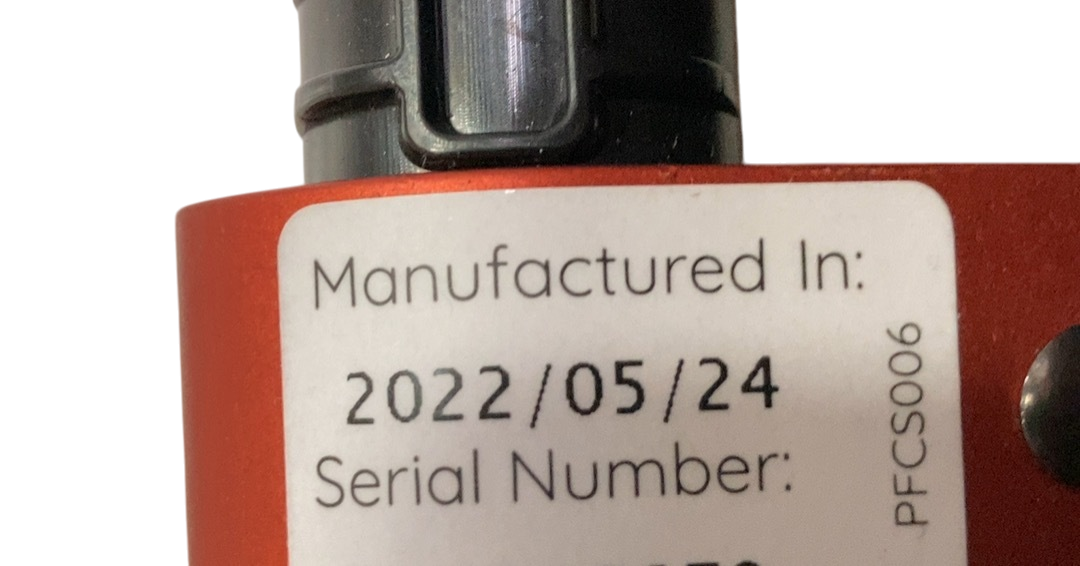 Manufactured In:
2022/05/24
Serial Number:
PFCS006